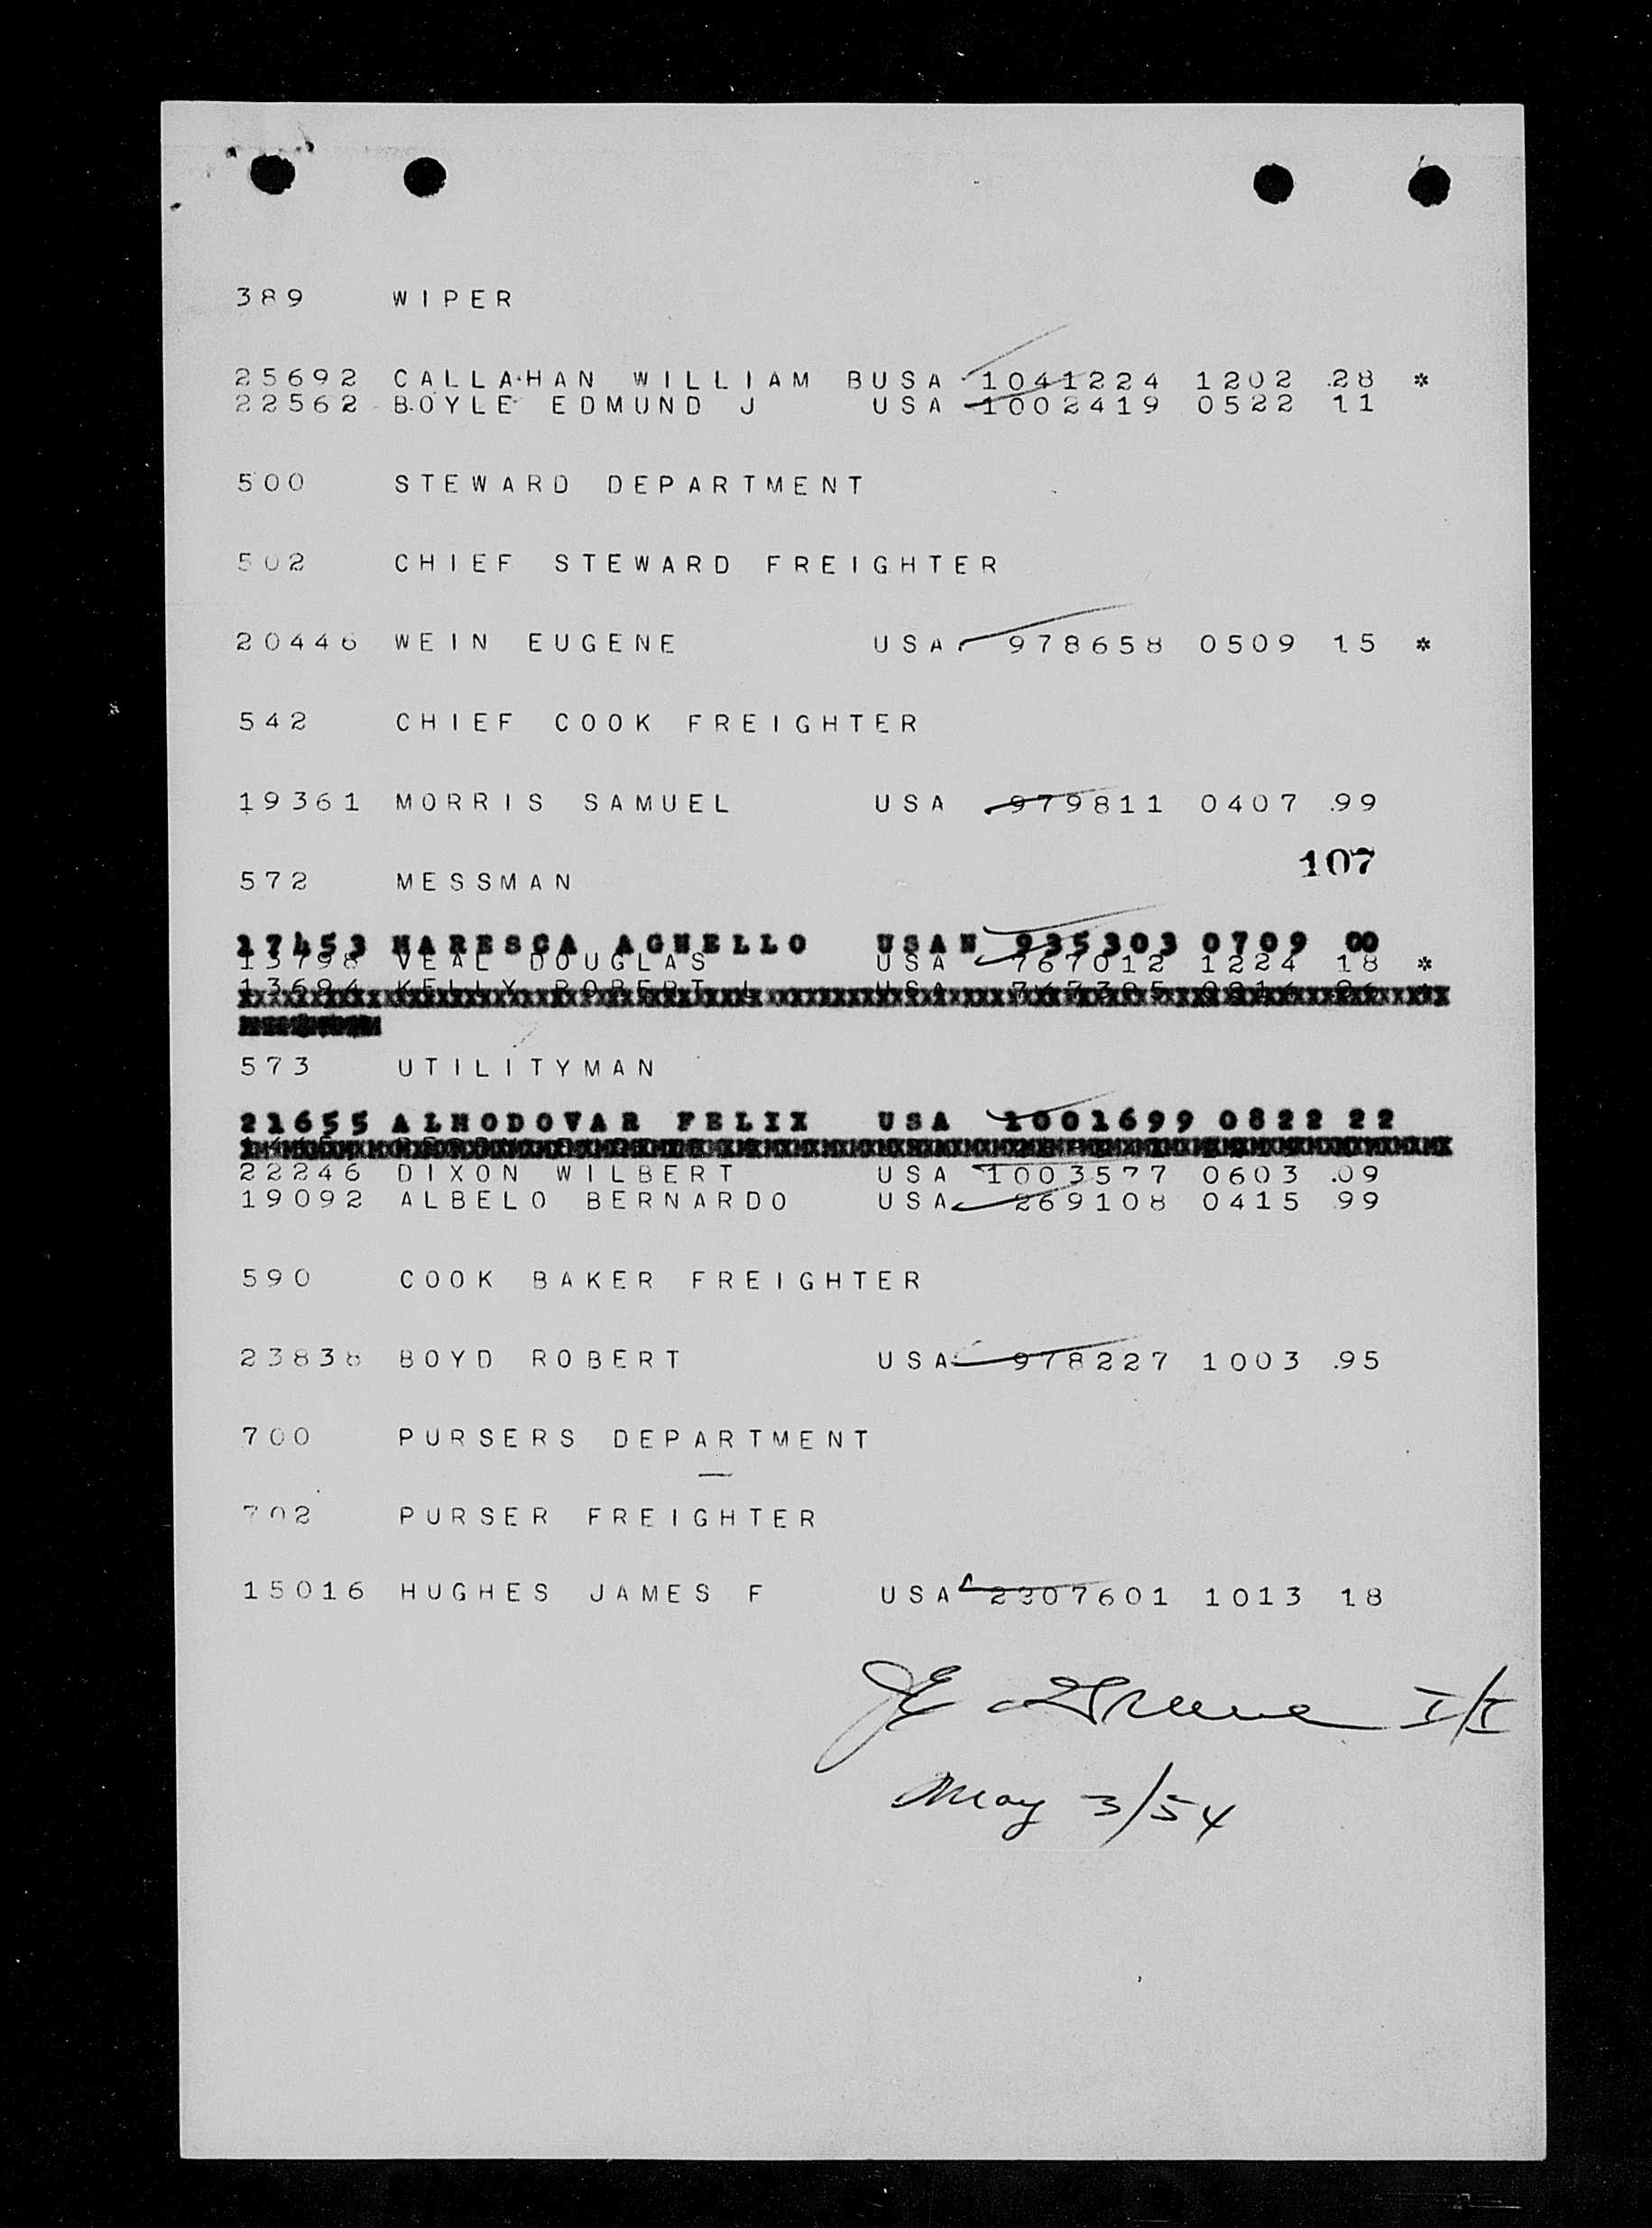 389 WIPER
25692 CALLAHAN WILLIAM BUSA 1041224 1202 28 *
22562 BOYLE EDMUND J USA 1002419 0522 11
500 STEWARD DEPARTMENT
502 CHIEF STEWARD FREIGHTER
20446 WEIN EUGENE USA 978658 0509 15 *
542 CHIEF COOK FREIGHTER
19361 MORRIS SAMUEL USA 979811 0407 .99
107
572 MESSMAN
17453 MARESCA AGNELLO USA N 935303 0709 00
13798 VEAL DOUGLAS USA 767012 1224 18 *
13694 KELLY ROBERT USA
573 UTILITYMAN
21655 ALMODOVAR FELIX USA 1001699 0822 22
22246 DIXON WILBERT USA 1003577 0603 .09
19092 ALBELO BERNARDO USA 269108 0415 99
590 COOK BAKER FREIGHTER
23838 BOYD ROBERT USA 978227 1003 .95
700 PURSERS DEPARTMENT
702 PURSER FREIGHTER
15016 HUGHES JAMES F USA 2307601 1013 18
May 3/54